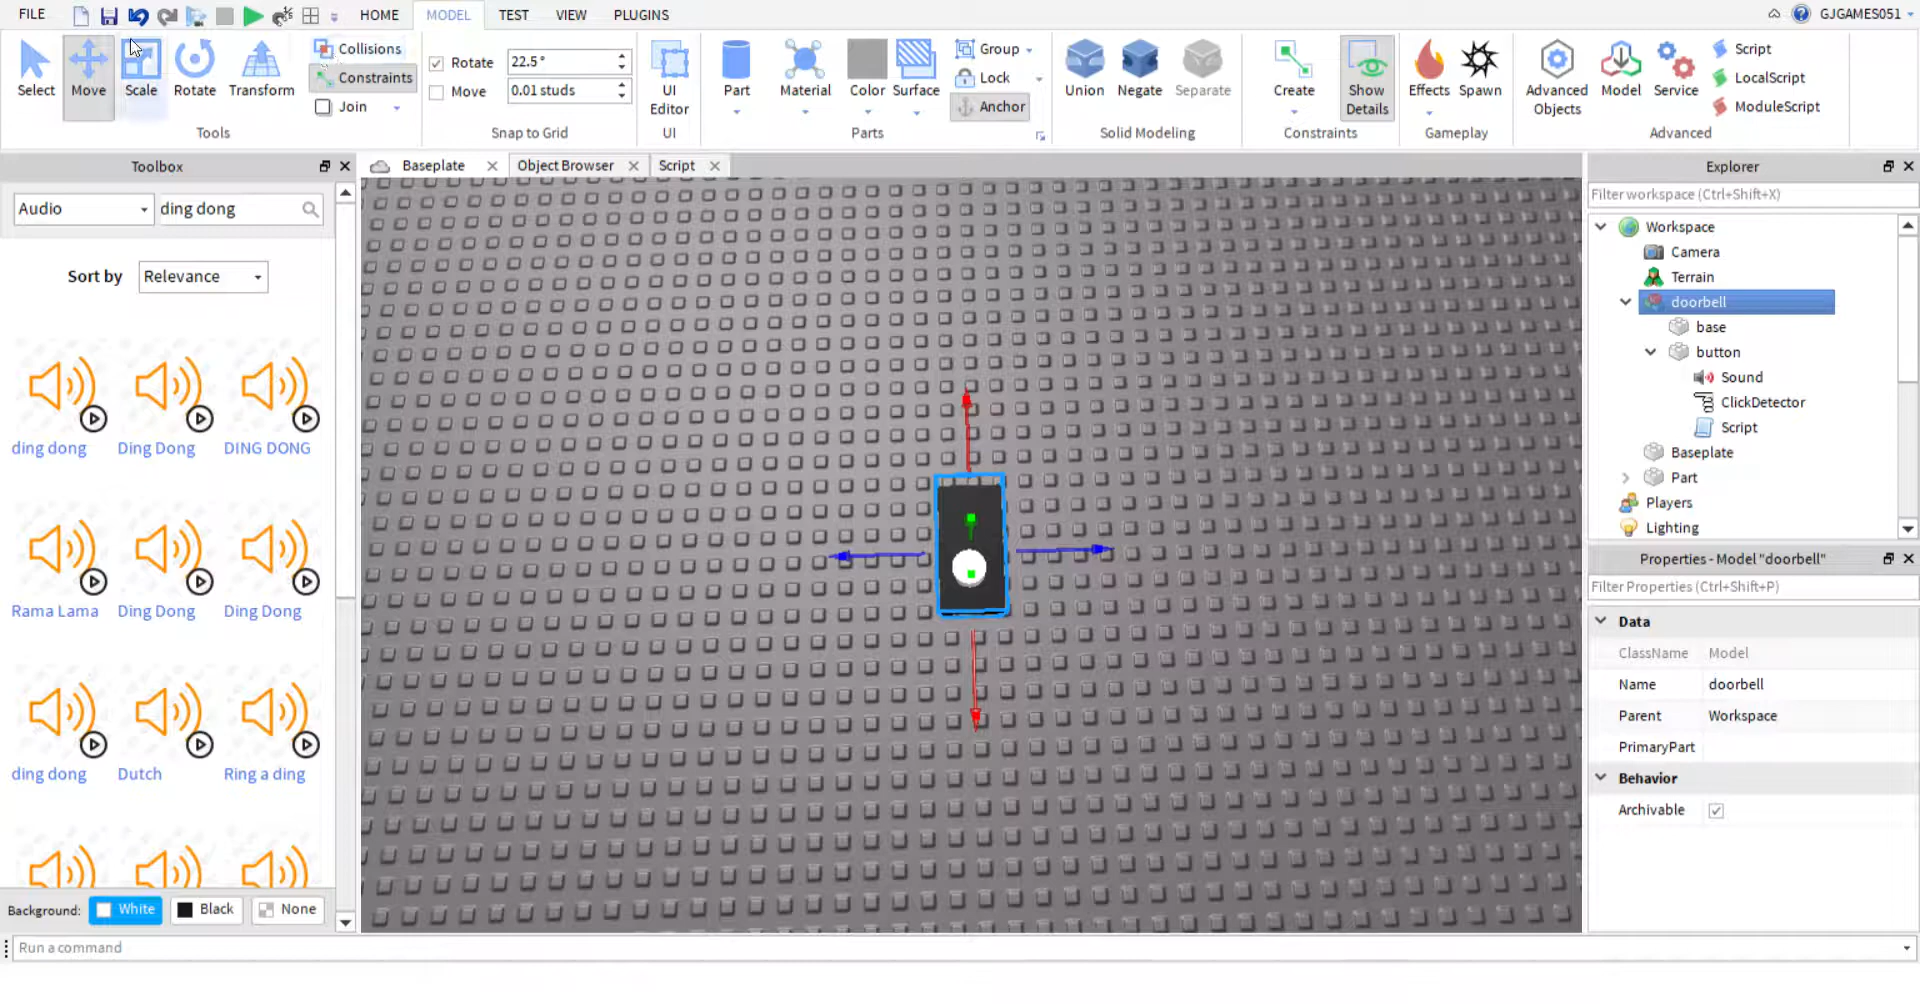 FILE HOME MODEL TEST VIEW PLUGINS GJGAMES051
Select Move Scale Rotate Transform
Collisions
Constraints
Join
Tools
Rotate 22.5°
Move 0.01 studs
Snap to Grid
UI
Editor
UI
Part Material Color Surface
Group
Lock
Anchor
Parts
Union Negate Separate
Solid Modeling
Create
Show
Details
Constraints
Effects Spawn
Gameplay
Advanced
Objects
Model Service
Script
LocalScript
ModuleScript
Advanced
Toolbox
Audio ding dong
Sort by Relevance
ding dong Ding Dong DING DONG
Rama Lama Ding Dong Ding Dong
ding dong Dutch Ring a ding
Background: White Black None
Baseplate Object Browser Script
Explorer
Filter workspace (Ctrl+Shift+X)
Workspace
Camera
Terrain
doorbell
base
button
Sound
ClickDetector
Script
Baseplate
Part
Players
Lighting
Properties - Model "doorbell"
Filter Properties (Ctrl+Shift+P)
Data
ClassName Model
Name doorbell
Parent Workspace
PrimaryPart
Behavior
Archivable
Run a command